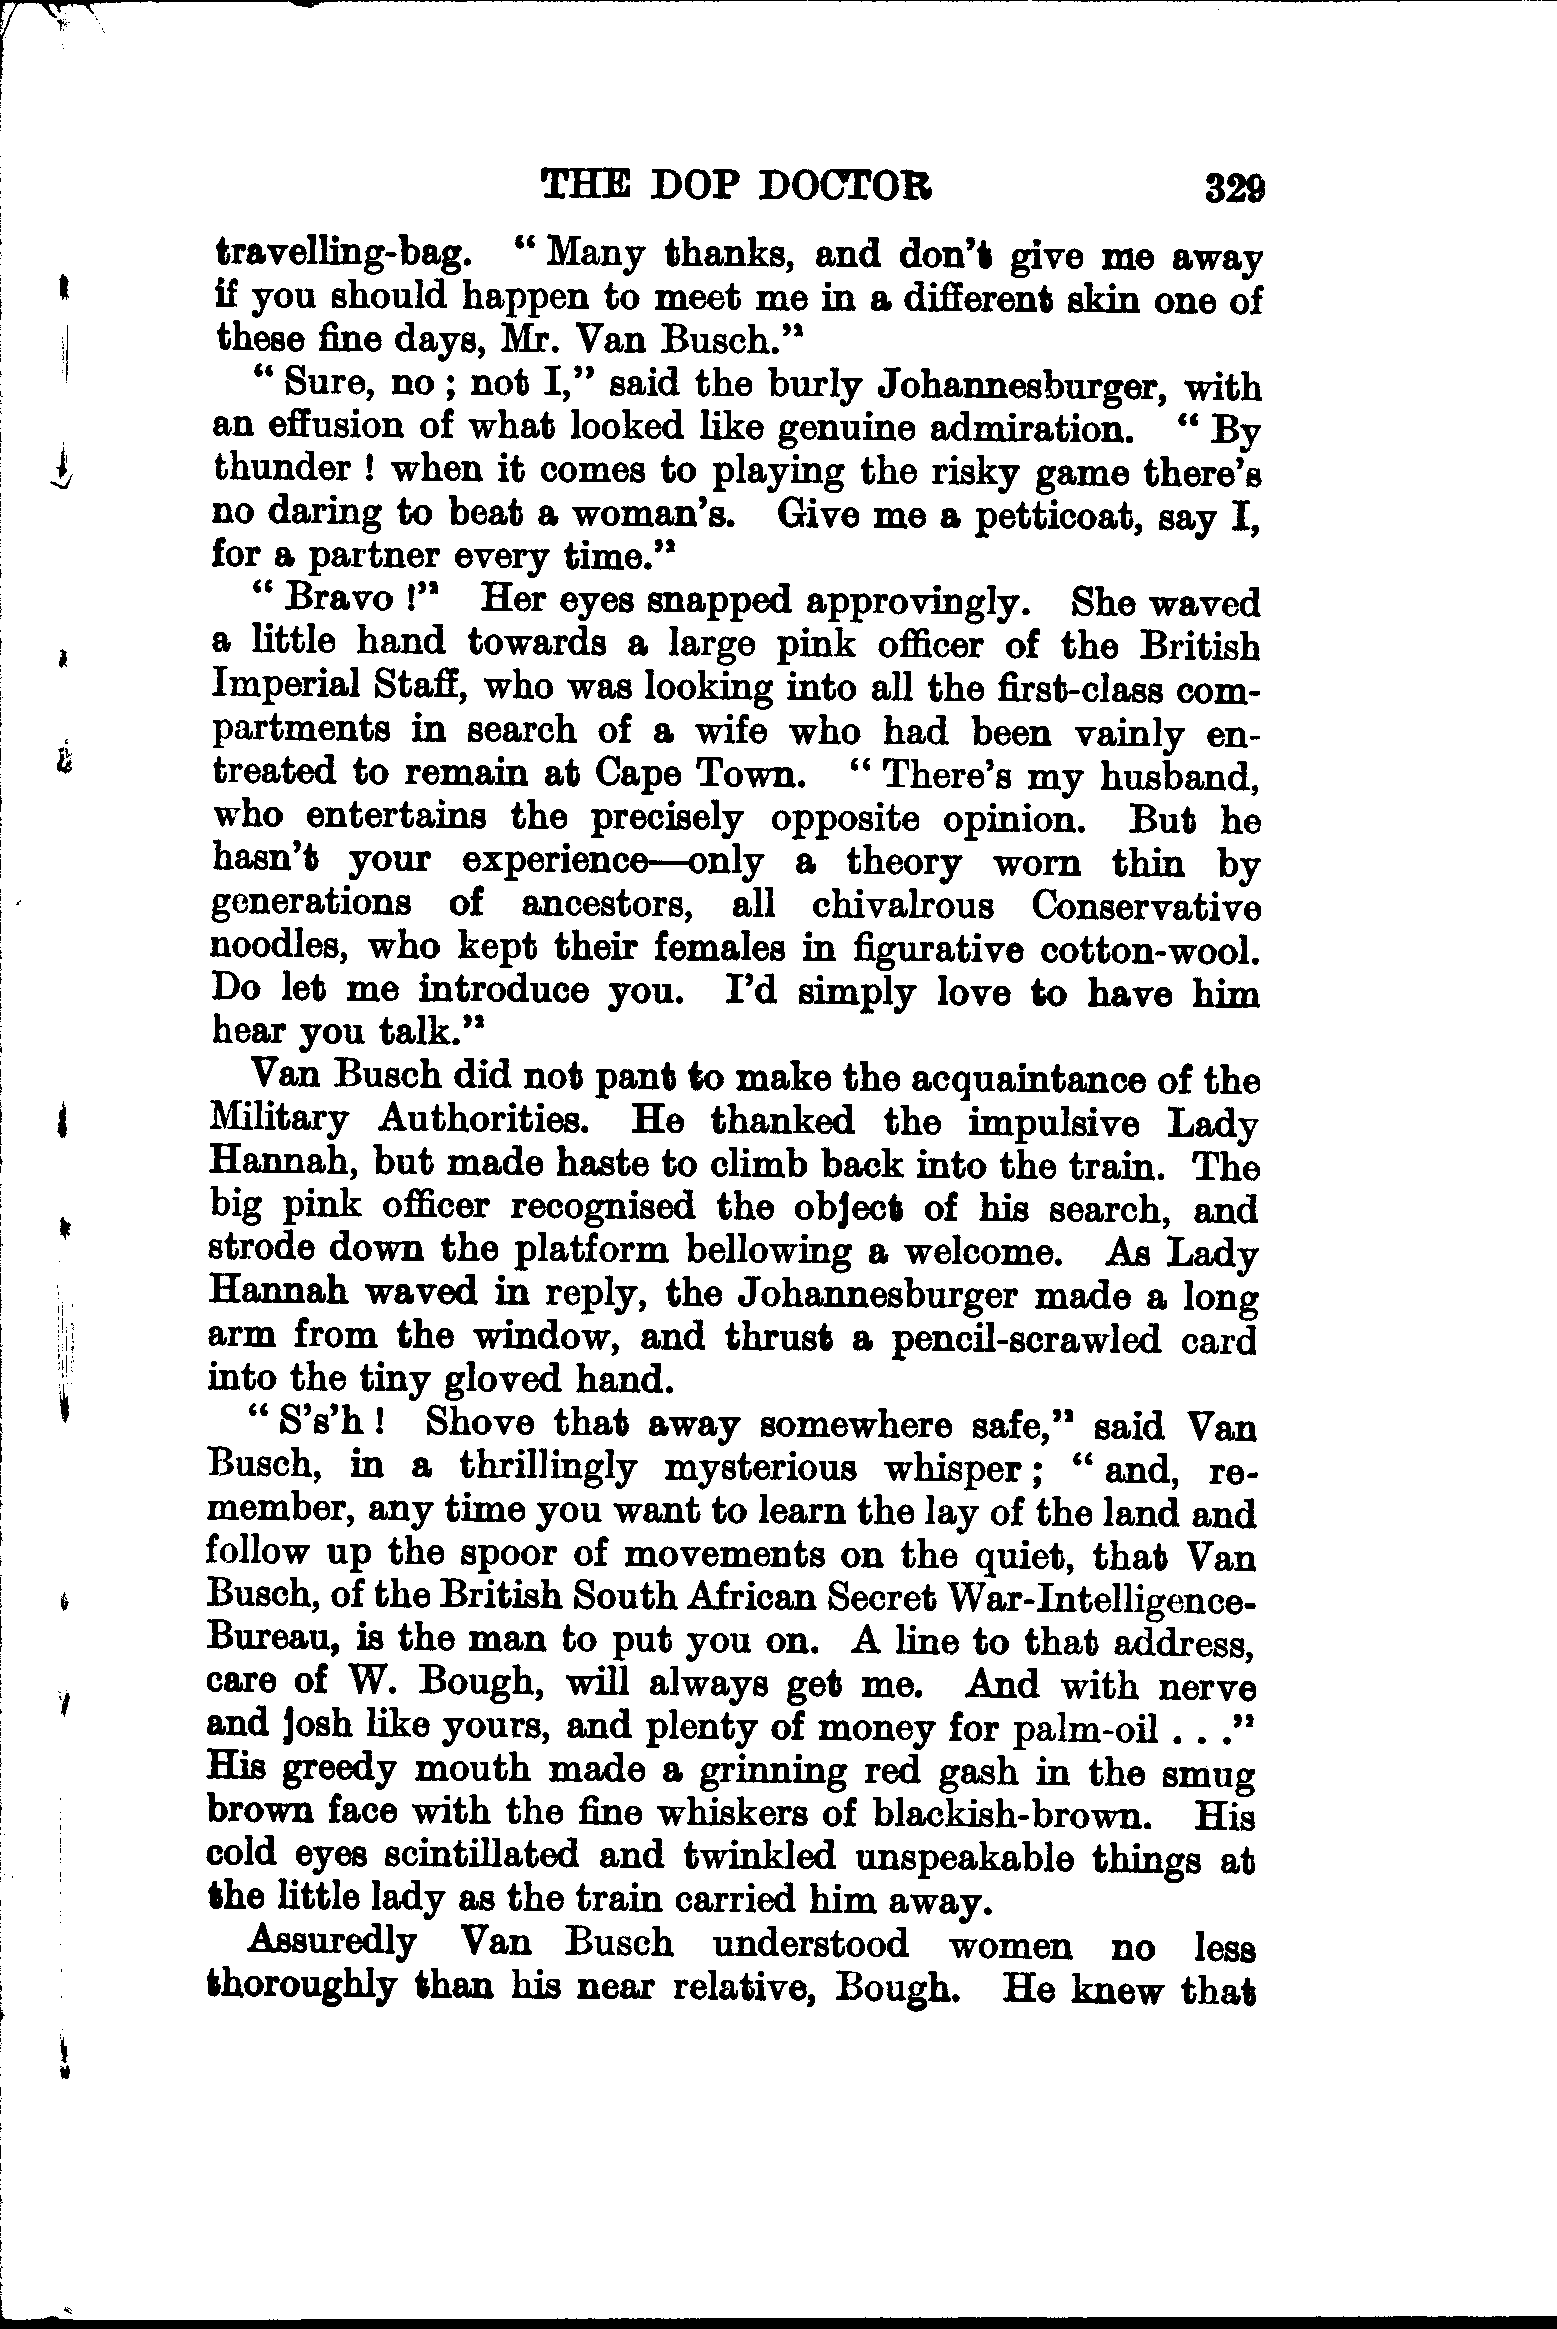 THE DOP DOCTOR 329
travelling-bag. “ Many thanks, and don’t give me away
if you should happen to meet me in a different skin one of
these fine days, Mr. Van Busch.”
“ Sure, no ; not I,” said the burly Johannesburger, with
an effusion of what looked like genuine admiration. “ By
thunder ! when it comes to playing the risky game there’s
no daring to beat a woman’s. Give me a petticoat, say I,
for a partner every time.”
“ Bravo !” Her eyes snapped approvingly. She waved
a little hand towards a large pink officer of the British
Imperial Staff, who was looking into all the first-class com-
partments in search of a wife who had been vainly en-
treated to remain at Cape Town. “ There’s my husband,
who entertains the precisely opposite opinion. But he
hasn’t your experience—only a theory worn thin by
generations of ancestors, all chivalrous Conservative
noodles, who kept their females in figurative cotton-wool.
Do let me introduce you. I’d simply love to have him
hear you talk.”
Van Busch did not pant to make the acquaintance of the
Military Authorities. He thanked the impulsive Lady
Hannah, but made haste to climb back into the train. The
big pink officer recognised the object of his search, and
strode down the platform bellowing a welcome. As Lady
Hannah waved in reply, the Johannesburger made a long
arm from the window, and thrust a pencil-scrawled card
into the tiny gloved hand.
“ S’s’h ! Shove that away somewhere safe,” said Van
Busch, in a thrillingly mysterious whisper ; “ and, re-
member, any time you want to learn the lay of the land and
follow up the spoor of movements on the quiet, that Van
Busch, of the British South African Secret War-Intelligence-
Bureau, is the man to put you on. A line to that address,
care of W. Bough, will always get me. And with nerve
and josh like yours, and plenty of money for palm-oil . . .”
His greedy mouth made a grinning red gash in the smug
brown face with the fine whiskers of blackish-brown. His
cold eyes scintillated and twinkled unspeakable things at
the little lady as the train carried him away.
Assuredly Van Busch understood women no less
thoroughly than his near relative, Bough. He knew that